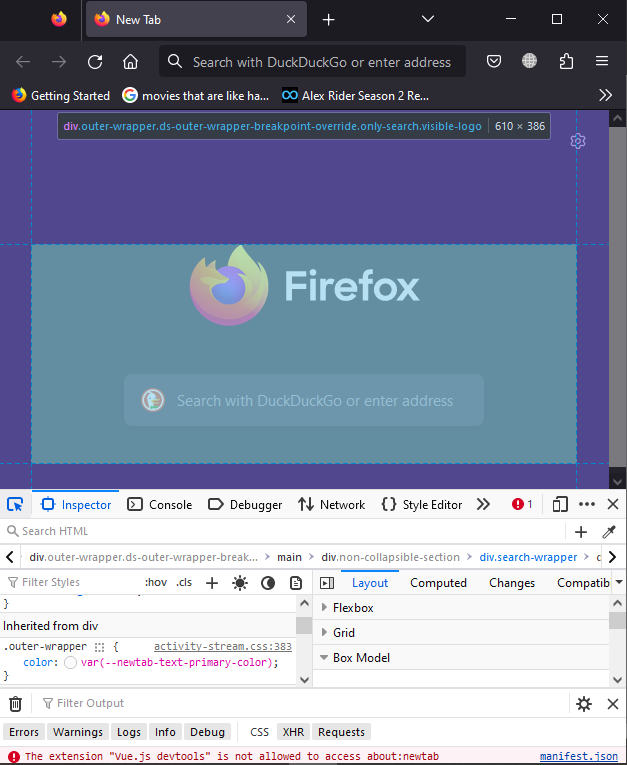 New Tab
Search with DuckDuckGo or enter address
Getting Started movies that are like ha... Alex Rider Season 2 Re...
div.outer-wrapper.ds-outer-wrapper-breakpoint-override.only-search.visible-logo 610 × 386
Firefox
Search with DuckDuckGo or enter address
Inspector Console Debugger Network Style Editor 1
Search HTML
div.outer-wrapper.ds-outer-wrapper-break... main div.non-collapsible-section div.search-wrapper
Filter Styles :hov .cls Layout Computed Changes Compatib
}
Flexbox
Inherited from div
Grid
.outer-wrapper { activity-stream.css:383
Box Model
color: var(--newtab-text-primary-color);
}
Filter Output
Errors Warnings Logs Info Debug CSS XHR Requests
The extension "Vue.js devtools" is not allowed to access about:newtab manifest.json